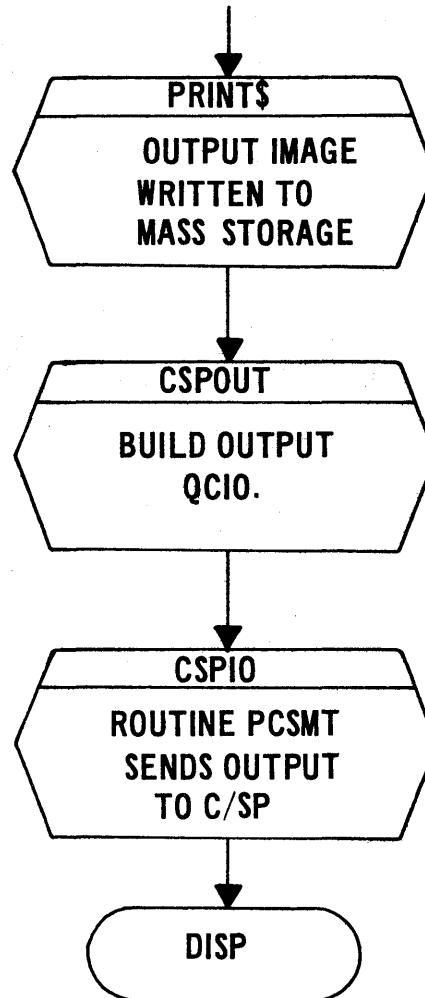 PRINT$
OUTPUT IMAGE
WRITTEN TO
MASS STORAGE
CSPOUT
BUILD OUTPUT
QCIO.
CSPIO
ROUTINE PCSMT
SENDS OUTPUT
TO C/SP
DISP